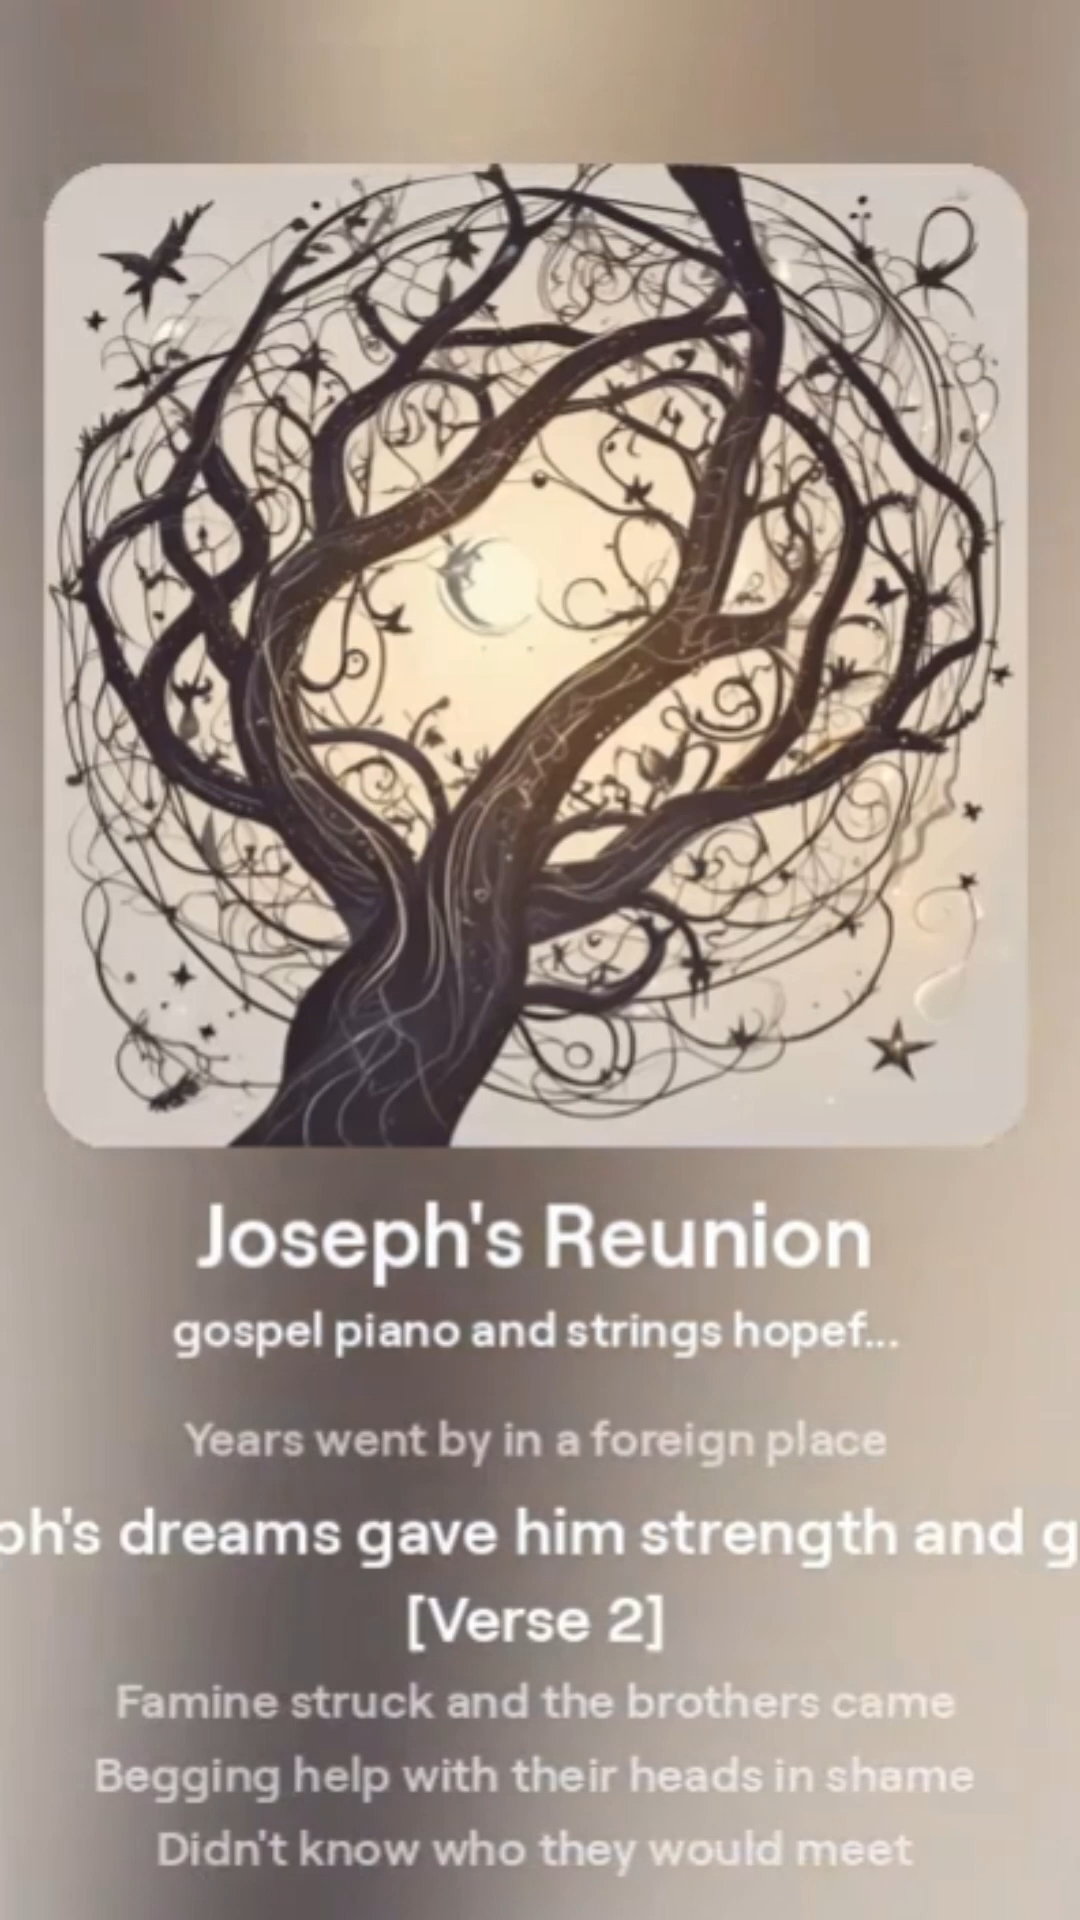 Joseph's Reunion
gospel piano and strings hopef...
Years went by in a foreign place
dreams gave him strength and
[Verse 2]
Famine struck and the brothers came
Begging help with their heads in shame
Didn't know who they would meet